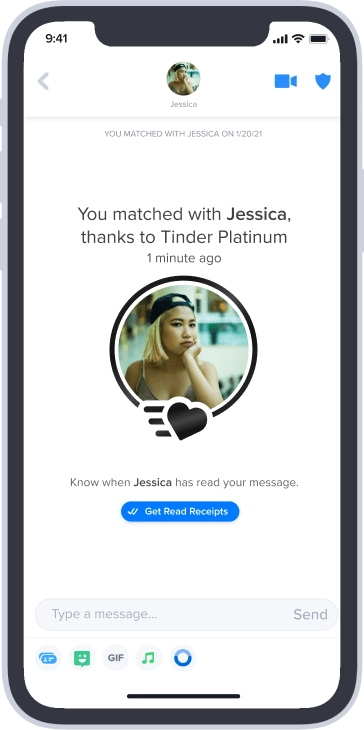 9:41
Jessica
YOU MATCHED WITH JESSICA ON 1/20/21
You matched with Jessica,
thanks to Tinder Platinum
1 minute ago
Know when Jessica has read your message.
Get Read Receipts
Type a message...
Send
GIF